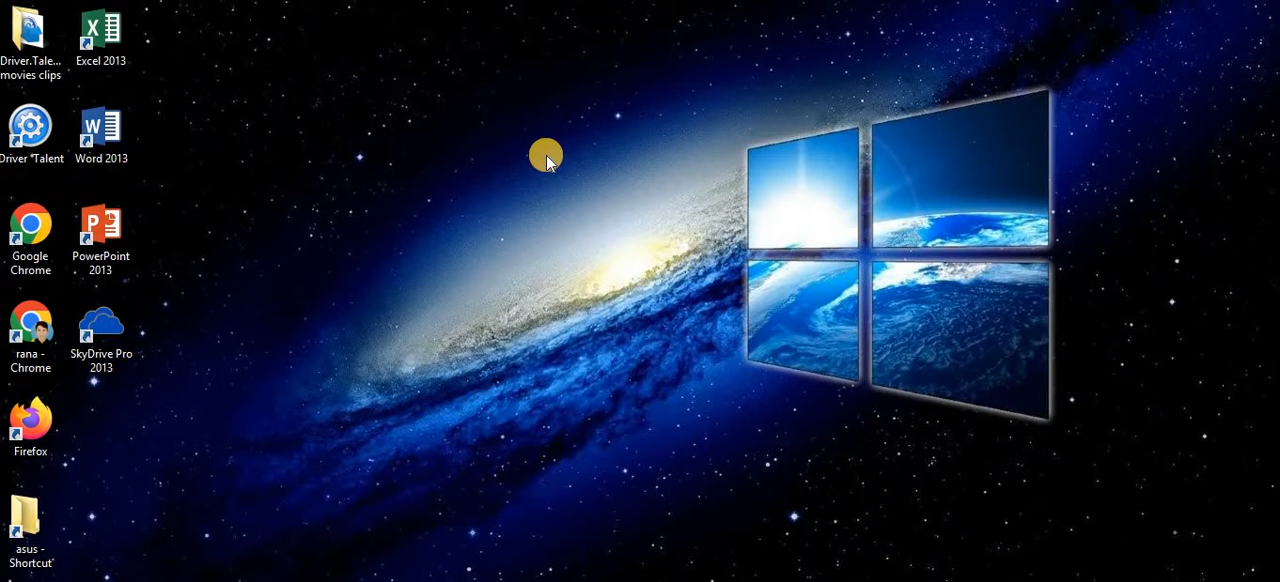 Driver.Tale...
movies clips
Excel 2013
Driver Talent
Word 2013
Google
Chrome
PowerPoint
2013
rana -
Chrome
SkyDrive Pro
2013
Firefox
asus -
Shortcut